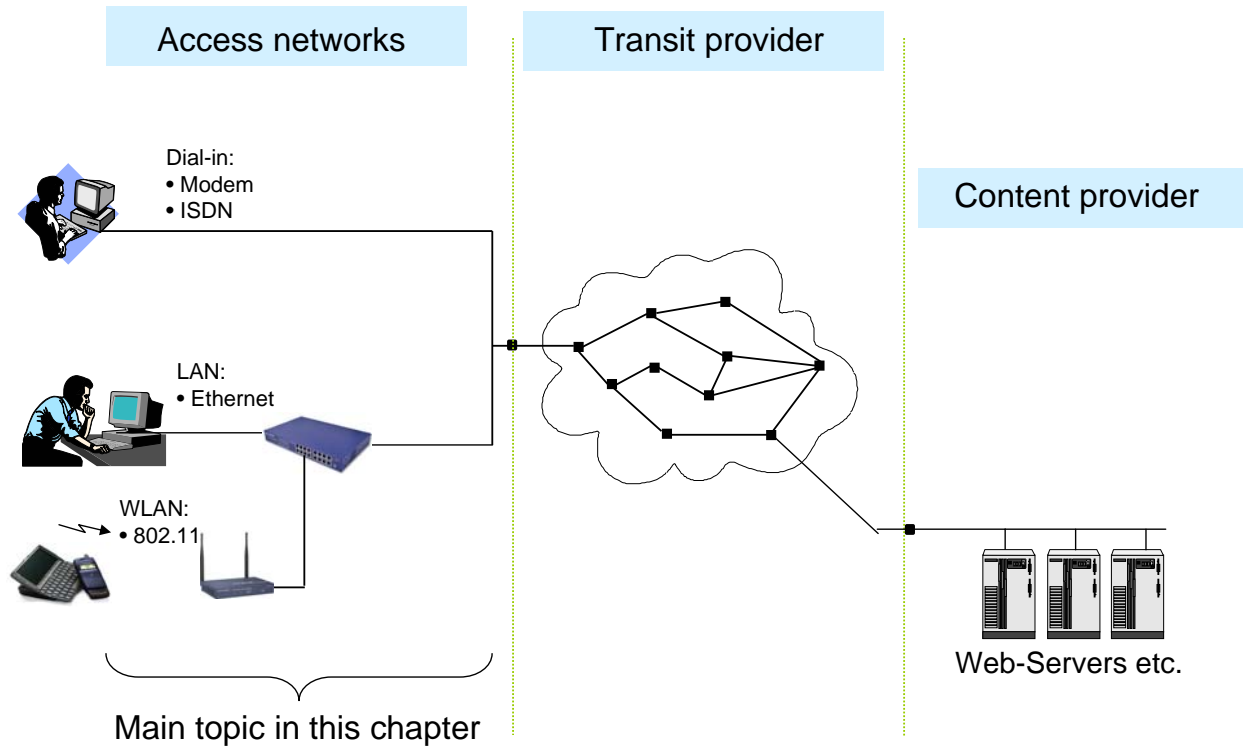 Access networks
Transit provider
Content provider
Dial-in:
• Modem
• ISDN
LAN:
• Ethernet
WLAN:
• 802.11
Web-Servers etc.
Main topic in this chapter